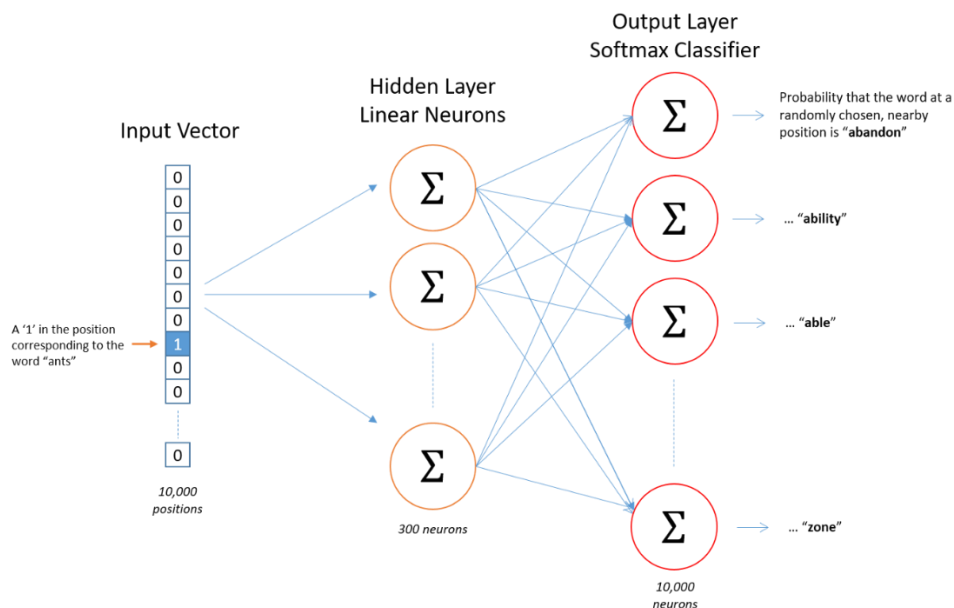 Output Layer
Softmax Classifier
Hidden Layer
Linear Neurons
Input Vector
Probability that the word at a
randomly chosen, nearby
position is “abandon”
... “ability”
... “able”
... “zone”
A ‘1’ in the position
corresponding to the
word “ants”
0
0
0
0
0
0
0
1
0
0
0
10,000
positions
Σ
Σ
Σ
300 neurons
Σ
Σ
Σ
Σ
10,000
neurons